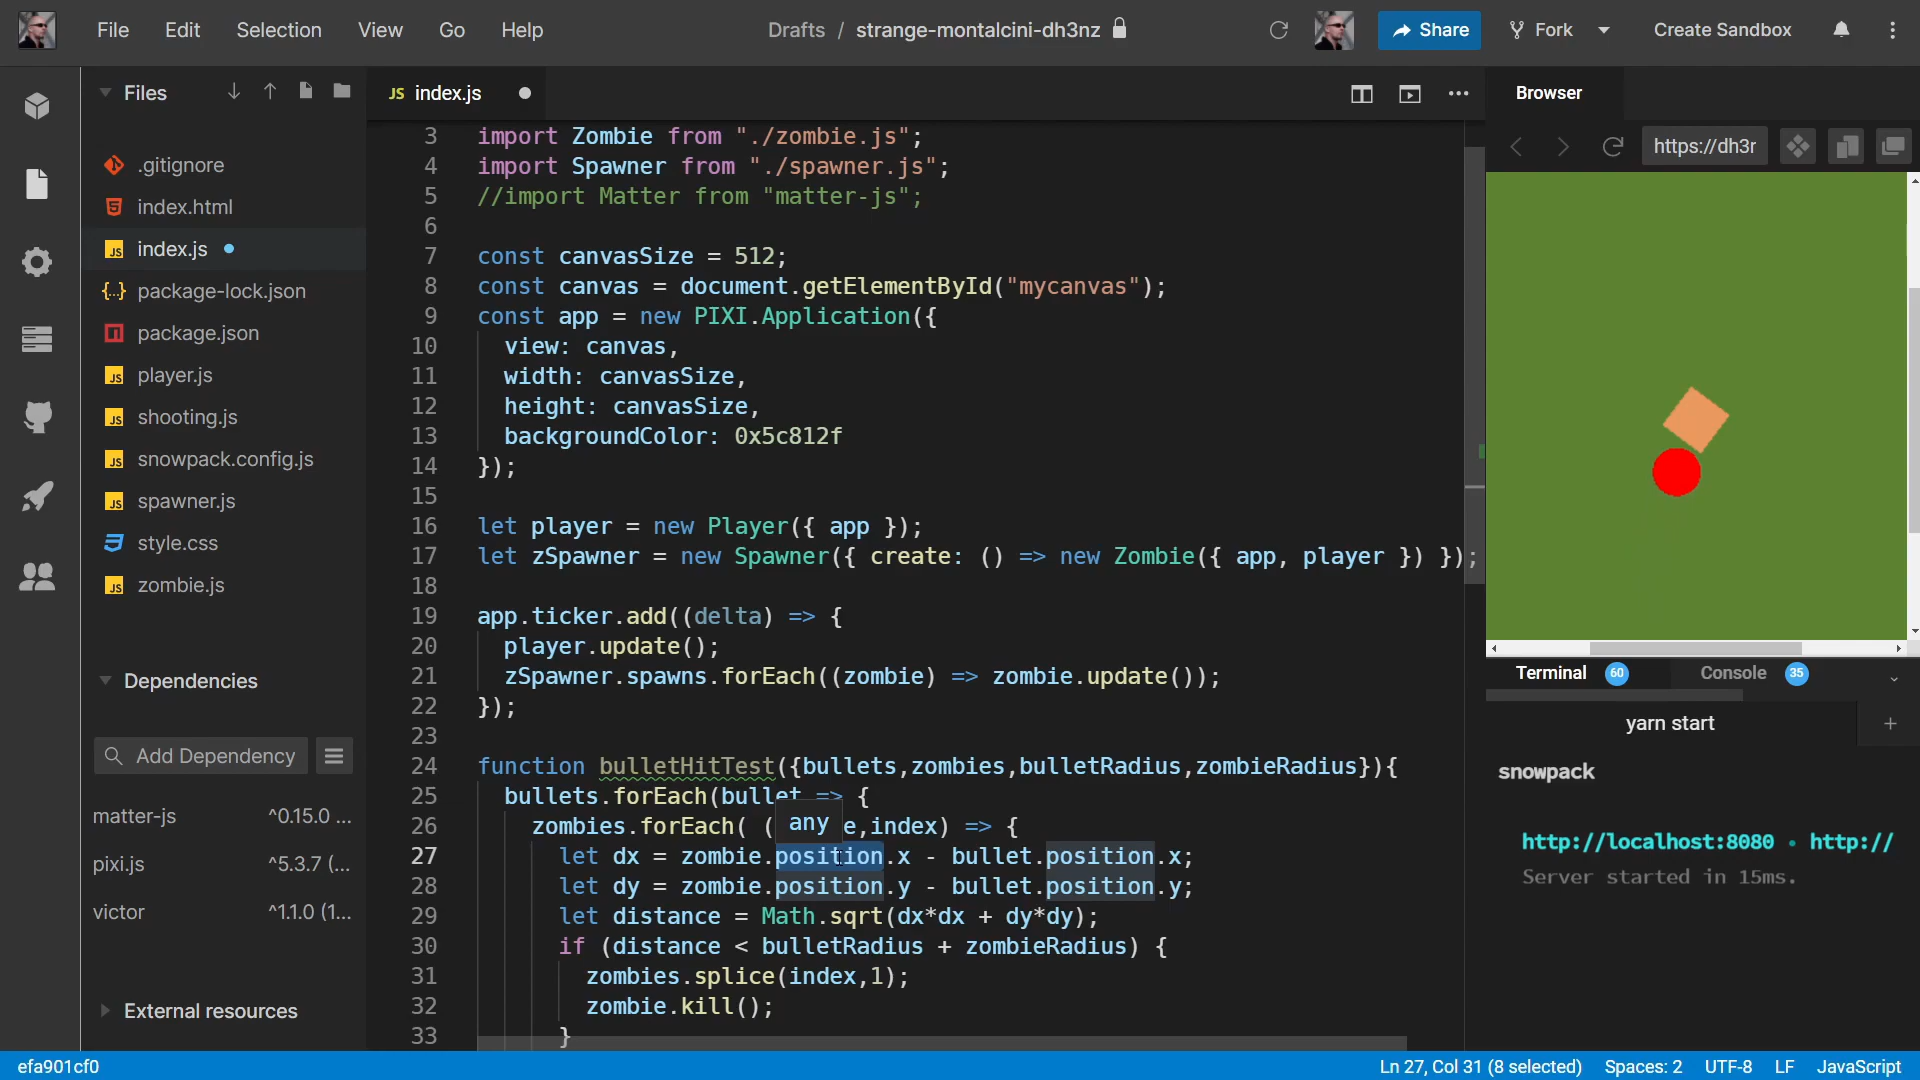 File Edit Selection View Go Help
Drafts / strange-montalcini-dh3nz
Share Fork Create Sandbox
Files
.gitignore
index.html
index.js
package-lock.json
package.json
player.js
shooting.js
snowpack.config.js
spawner.js
style.css
zombie.js
Dependencies
Add Dependency
matter-js ^0.15.0 ...
pixi.js ^5.3.7 (...
victor ^1.1.0 (1...
External resources
JS index.js
3 import Zombie from "./zombie.js";
4 import Spawner from "./spawner.js";
5 //import Matter from "matter-js";
6
7 const canvasSize = 512;
8 const canvas = document.getElementById("mycanvas");
9 const app = new PIXI.Application({
10 view: canvas,
11 width: canvasSize,
12 height: canvasSize,
13 backgroundColor: 0x5c812f
14 });
15
16 let player = new Player({ app });
17 let zSpawner = new Spawner({ create: () => new Zombie({ app, player }) });
18
19 app.ticker.add((delta) => {
20 player.update();
21 zSpawner.spawns.forEach((zombie) => zombie.update());
22 });
23
24 function bulletHitTest({bullets,zombies,bulletRadius,zombieRadius}){
25 bullets.forEach(bullet => {
26 zombies.forEach( ( any e,index) => {
27 let dx = zombie.position.x - bullet.position.x;
28 let dy = zombie.position.y - bullet.position.y;
29 let distance = Math.sqrt(dx*dx + dy*dy);
30 if (distance < bulletRadius + zombieRadius) {
31 zombies.splice(index,1);
32 zombie.kill();
33 }
Browser
https://dh3r
Terminal 60 Console 35
yarn start +
snowpack
http://localhost:8080 • http://
Server started in 15ms.
efa901cf0
Ln 27, Col 31 (8 selected) Spaces: 2 UTF-8 LF JavaScript